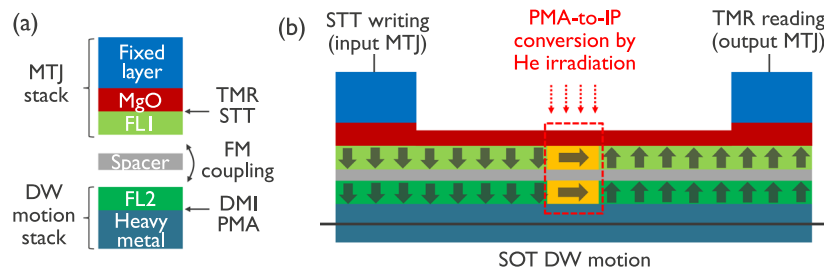 (a)
MTJ
stack
Fixed
layer
MgO
FL1
TMR
STT
Spacer
FM
coupling
DW
motion
stack
FL2
Heavy
metal
DMI
PMA
(b)
STT writing
(input MTJ)
PMA-to-IP
conversion by
He irradiation
TMR reading
(output MTJ)
SOT DW motion